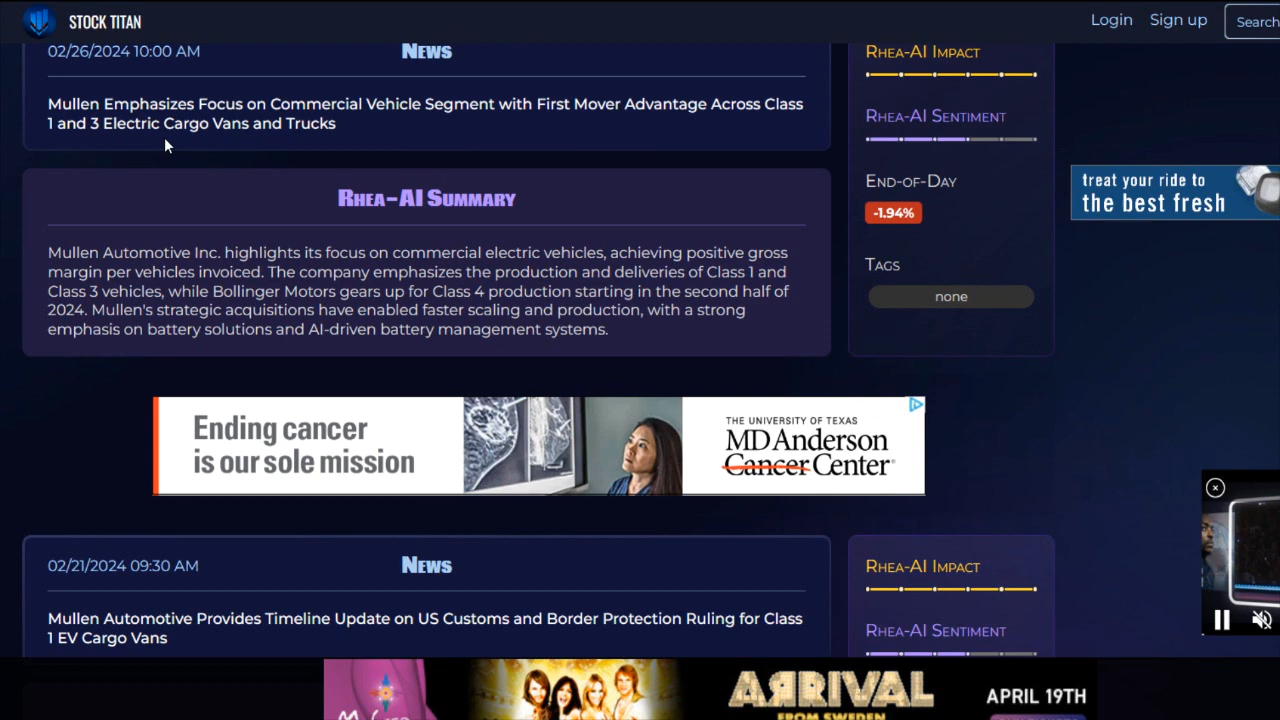 STOCK TITAN
Login
Sign up
Search
02/26/2024 10:00 AM
News
Mullen Emphasizes Focus on Commercial Vehicle Segment with First Mover Advantage Across Class
1 and 3 Electric Cargo Vans and Trucks
Rhea-AI Impact
Rhea-AI Sentiment
End-of-Day
-1.94%
Tags
none
Rhea-AI Summary
Mullen Automotive Inc. highlights its focus on commercial electric vehicles, achieving positive gross
margin per vehicles invoiced. The company emphasizes the production and deliveries of Class 1 and
Class 3 vehicles, while Bollinger Motors gears up for Class 4 production starting in the second half of
2024. Mullen's strategic acquisitions have enabled faster scaling and production, with a strong
emphasis on battery solutions and AI-driven battery management systems.
treat your ride to
the best fresh
Ending cancer
is our sole mission
THE UNIVERSITY OF TEXAS
MD Anderson
Cancer Center
02/21/2024 09:30 AM
News
Mullen Automotive Provides Timeline Update on US Customs and Border Protection Ruling for Class
1 EV Cargo Vans
Rhea-AI Impact
Rhea-AI Sentiment
ARRIVAL
FROM SWEDEN
APRIL 19TH